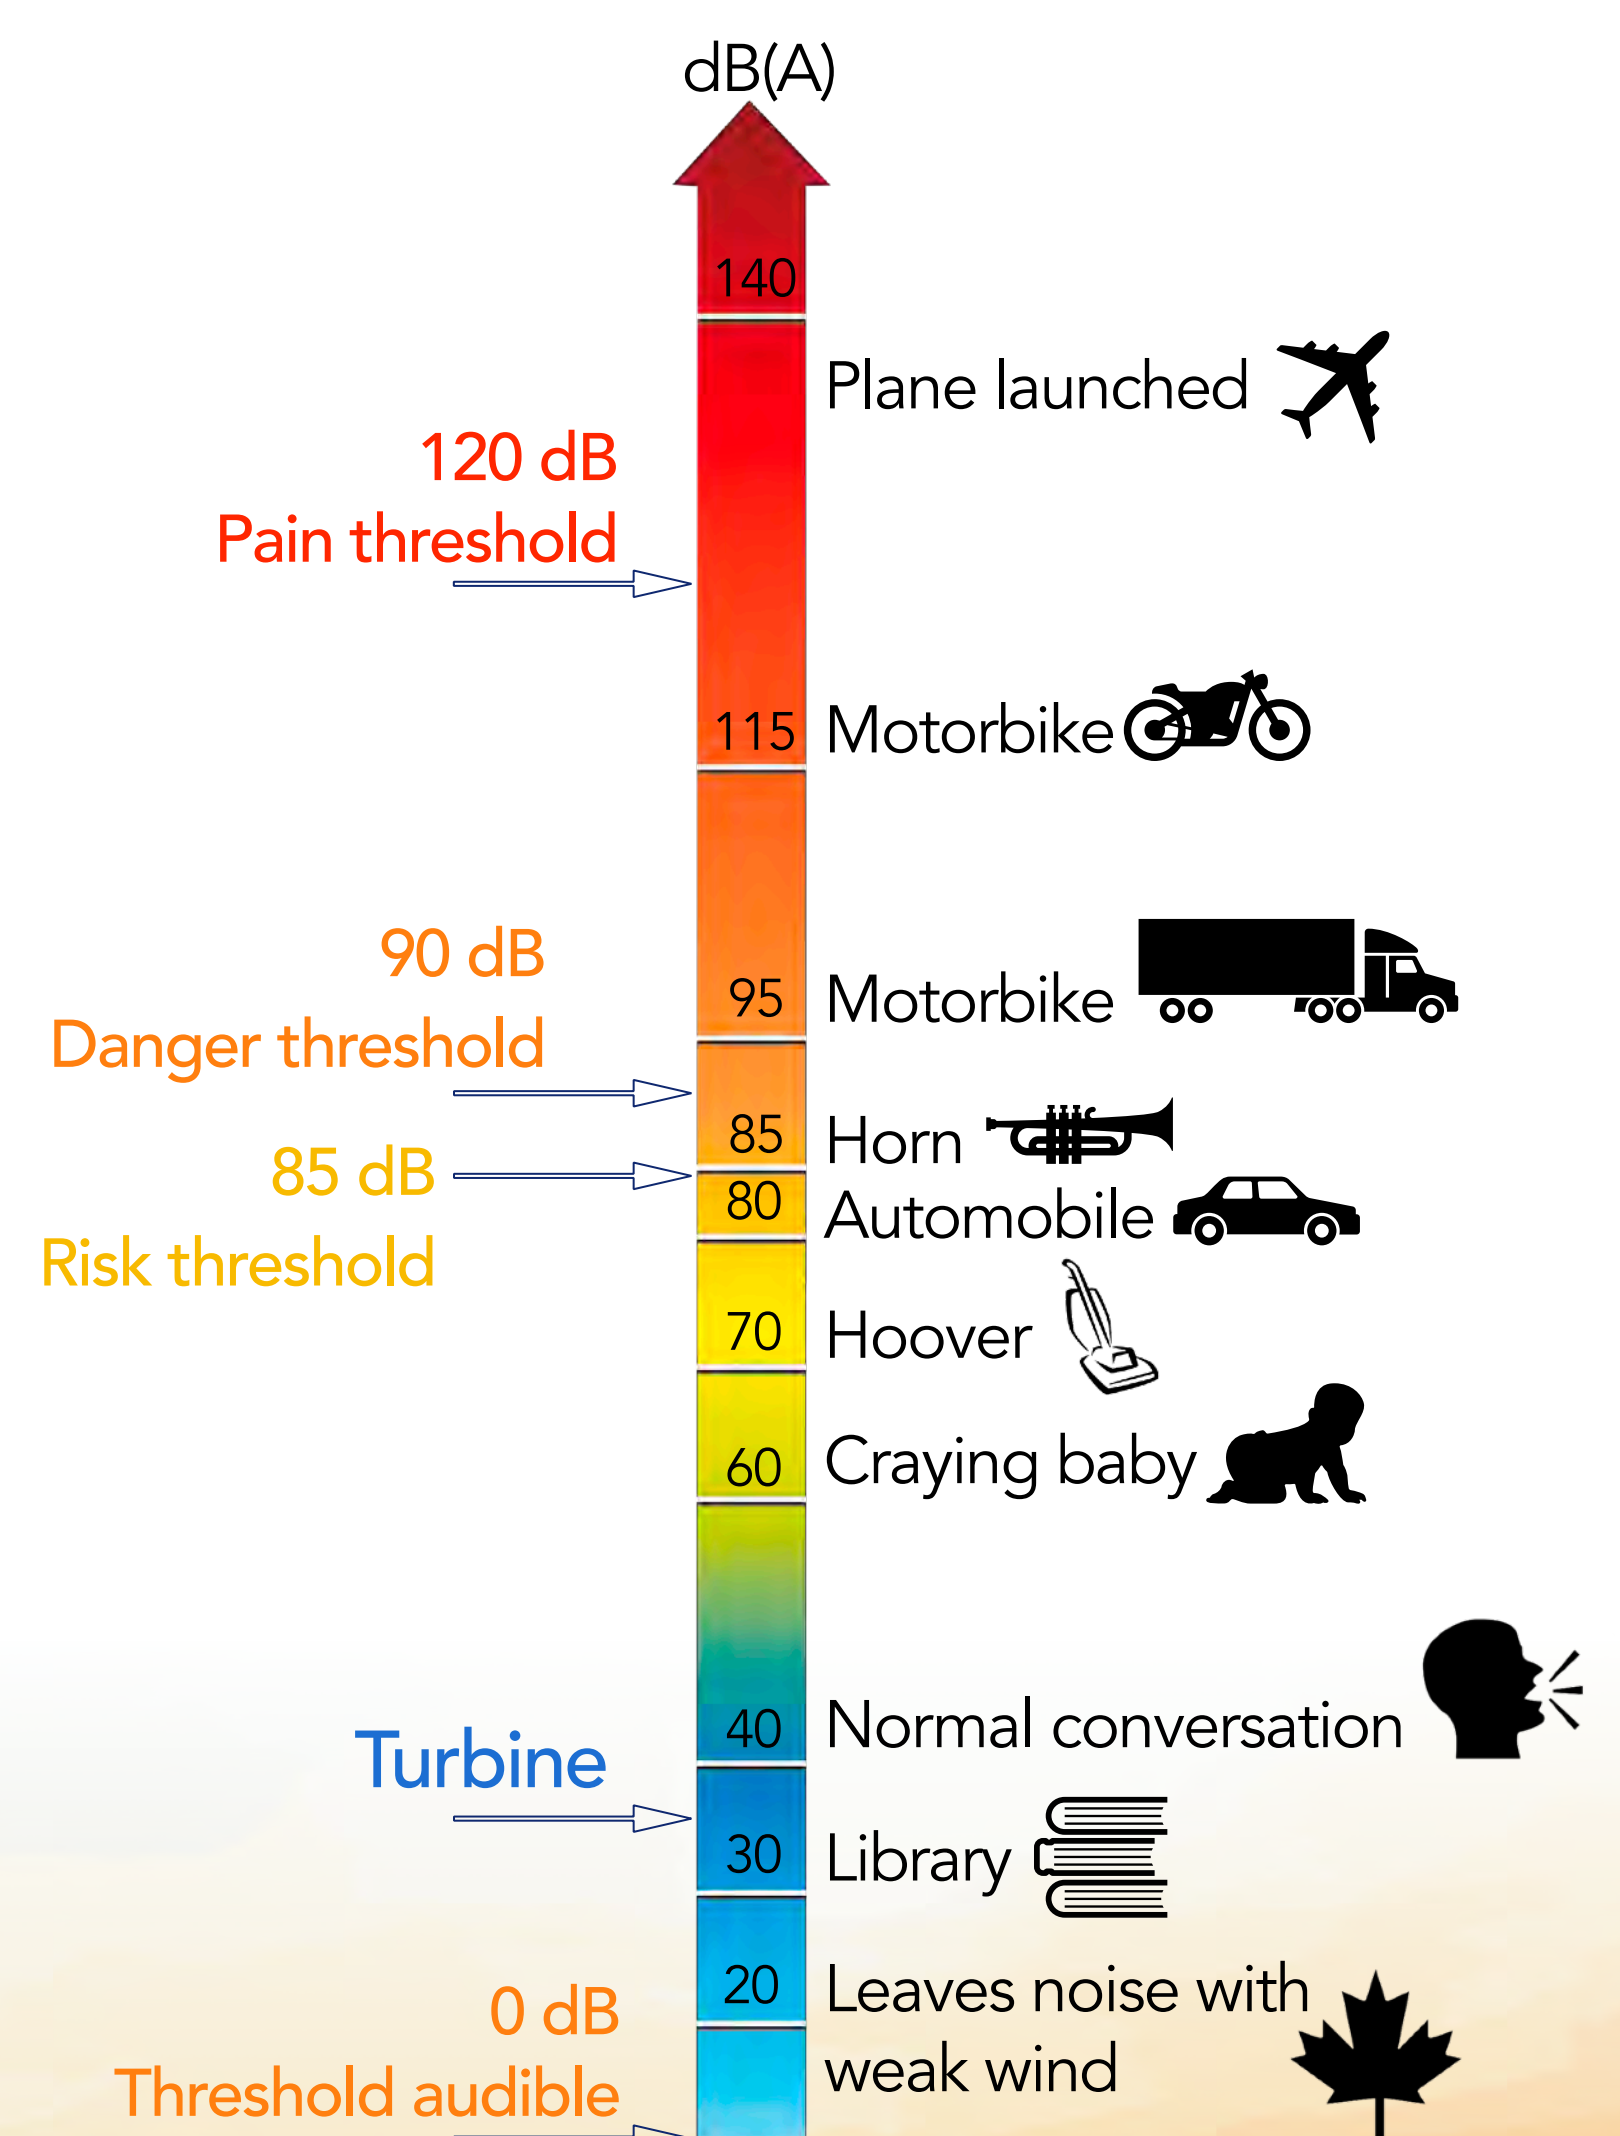 dB(A)
140
Plane launched
120 dB
Pain threshold
115 Motorbike
90 dB
Danger threshold
95 Motorbike
85 Horn
85 dB
Risk threshold
80 Automobile
70 Hoover
60 Craying baby
40 Normal conversation
Turbine
30 Library
20 Leaves noise with
weak wind
0 dB
Threshold audible